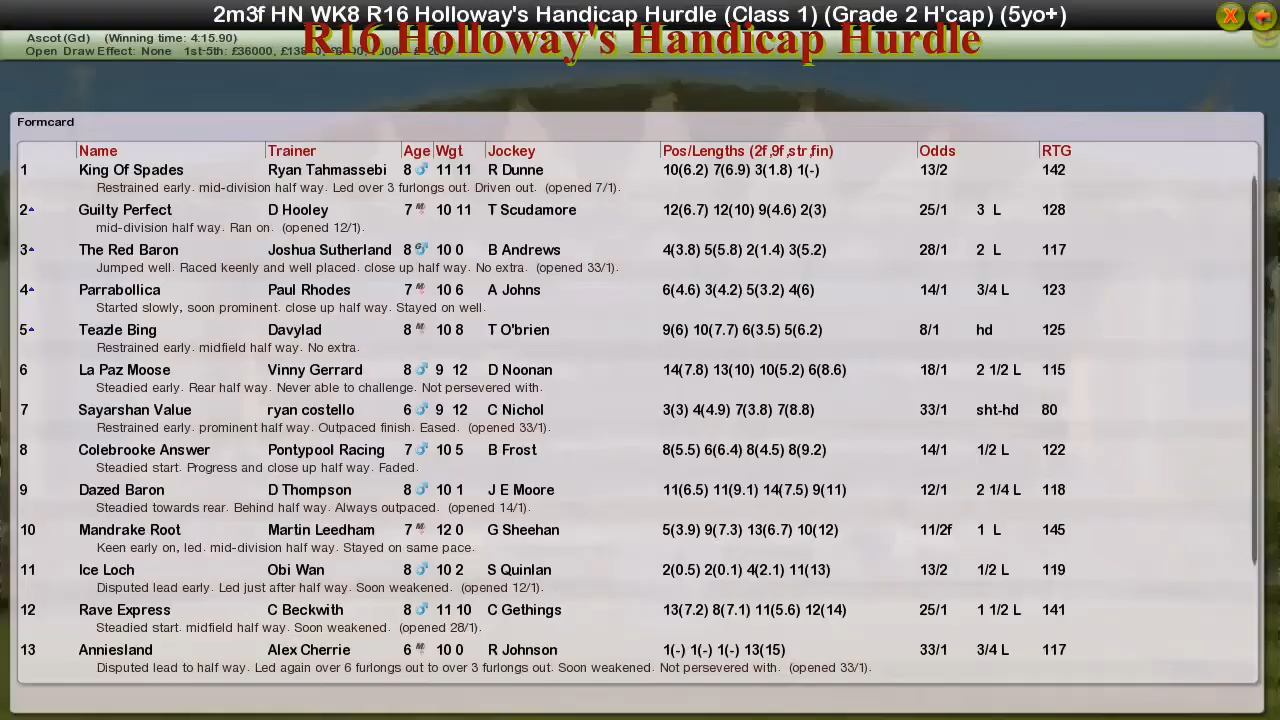 2m3f HN WK8 R16 Holloway's Handicap Hurdle (Class 1) (Grade 2 H'cap) (5yo+)
R16 Holloway's Handicap Hurdle
Ascot(Gd) (Winning time: 4:15.90)
Open Draw Effect: None 1st-5th: £36000,
Formcard
Name Trainer Age Wgt Jockey Pos/Lengths (2f,9f,str,fin) Odds RTG
1 King Of Spades Ryan Tahmassebi 8 11 11 R Dunne 10(6.2) 7(6.9) 3(1.8) 1(-) 13/2 142
Restrained early. mid-division half way. Led over 3 furlongs out. Driven out. (opened 7/1).
2 Guilty Perfect D Hooley 7 10 11 T Scudamore 12(6.7) 12(10) 9(4.6) 2(3) 25/1 3 L 128
mid-division half way. Ran on. (opened 12/1).
3 The Red Baron Joshua Sutherland 8 10 0 B Andrews 4(3.8) 5(5.8) 2(1.4) 3(5.2) 28/1 2 L 117
Jumped well. Raced keenly and well placed. close up half way. No extra. (opened 33/1).
4 Parrabollica Paul Rhodes 7 10 6 A Johns 6(4.6) 3(4.2) 5(3.2) 4(6) 14/1 3/4 L 123
Started slowly, soon prominent. close up half way. Stayed on well.
5 Teazle Bing Davylad 8 10 8 T O'brien 9(6) 10(7.7) 6(3.5) 5(6.2) 8/1 hd 125
Restrained early. midfield half way. No extra.
6 La Paz Moose Vinny Gerrard 8 9 12 D Noonan 14(7.8) 13(10) 10(5.2) 6(8.6) 18/1 2 1/2 L 115
Steadied early. Rear half way. Never able to challenge. Not persevered with.
7 Sayarshan Value ryan costello 6 9 12 C Nichol 3(3) 4(4.9) 7(3.8) 7(8.8) 33/1 sht-hd 80
Restrained early. prominent half way. Outpaced finish. Eased. (opened 33/1).
8 Colebrooke Answer Pontypool Racing 7 10 5 B Frost 8(5.5) 6(6.4) 8(4.5) 8(9.2) 14/1 1/2 L 122
Steadied start. Progress and close up half way. Faded.
9 Dazed Baron D Thompson 8 10 1 J E Moore 11(6.5) 11(9.1) 14(7.5) 9(11) 12/1 2 1/4 L 118
Steadied towards rear. Behind half way. Always outpaced. (opened 14/1).
10 Mandrake Root Martin Leedham 7 12 0 G Sheehan 5(3.9) 9(7.3) 13(6.7) 10(12) 11/2f 1 L 145
Keen early on, led. mid-division half way. Stayed on same pace.
11 Ice Loch Obi Wan 8 10 2 S Quinlan 2(0.5) 2(0.1) 4(2.1) 11(13) 13/2 1/2 L 119
Disputed lead early. Led just after half way. Soon weakened. (opened 12/1).
12 Rave Express C Beckwith 8 11 10 C Gethings 13(7.2) 8(7.1) 11(5.6) 12(14) 25/1 1 1/2 L 141
Steadied start. midfield half way. Soon weakened. (opened 28/1).
13 Anniesland Alex Cherrie 6 10 0 R Johnson 1(-) 1(-) 1(-) 13(15) 33/1 3/4 L 117
Disputed lead to half way. Led again over 6 furlongs out to over 3 furlongs out. Soon weakened. Not persevered with. (opened 33/1).